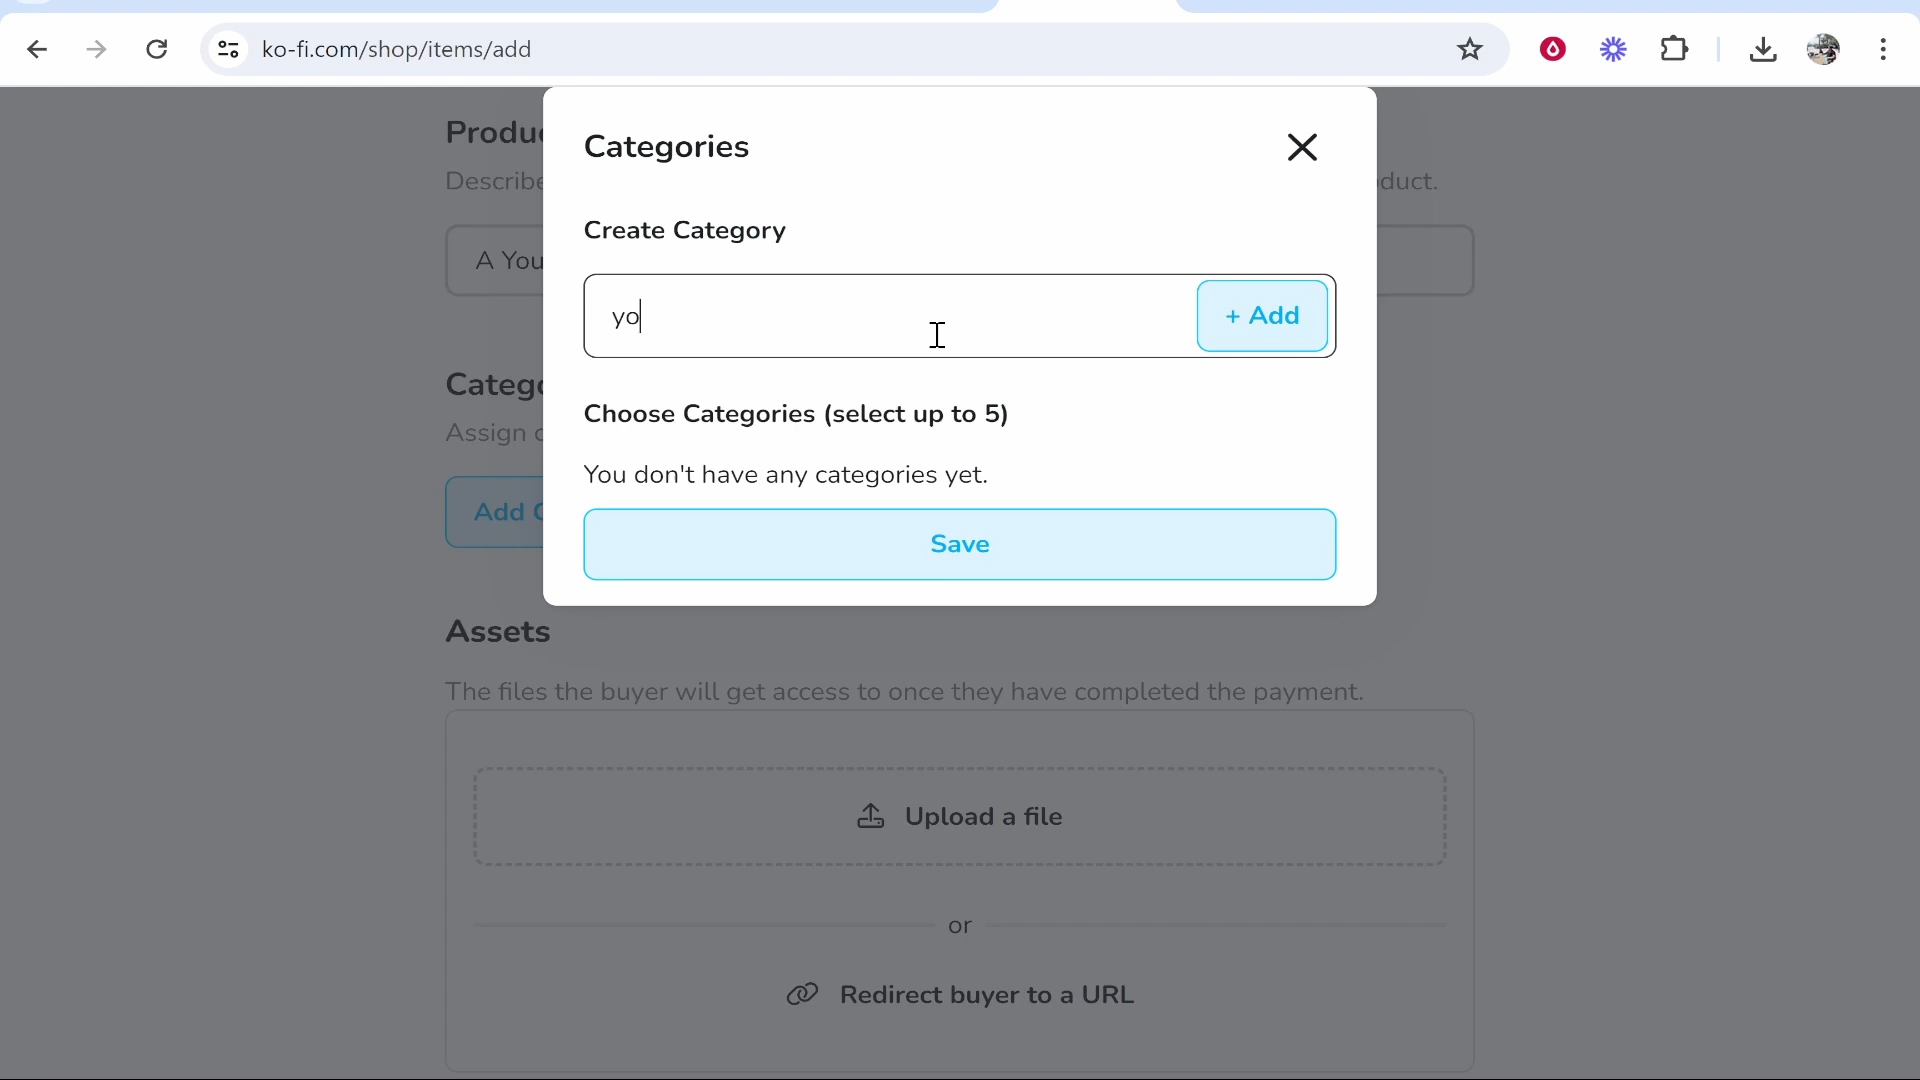 ko-fi.com/shop/items/add
Categories
Describe
duct.
Create Category
A You
yo
+ Add
Choose Categories (select up to 5)
Assign
You don't have any categories yet.
Add
Save
Assets
The files the buyer will get access to once they have completed the payment.
Upload a file
or
Redirect buyer to a URL